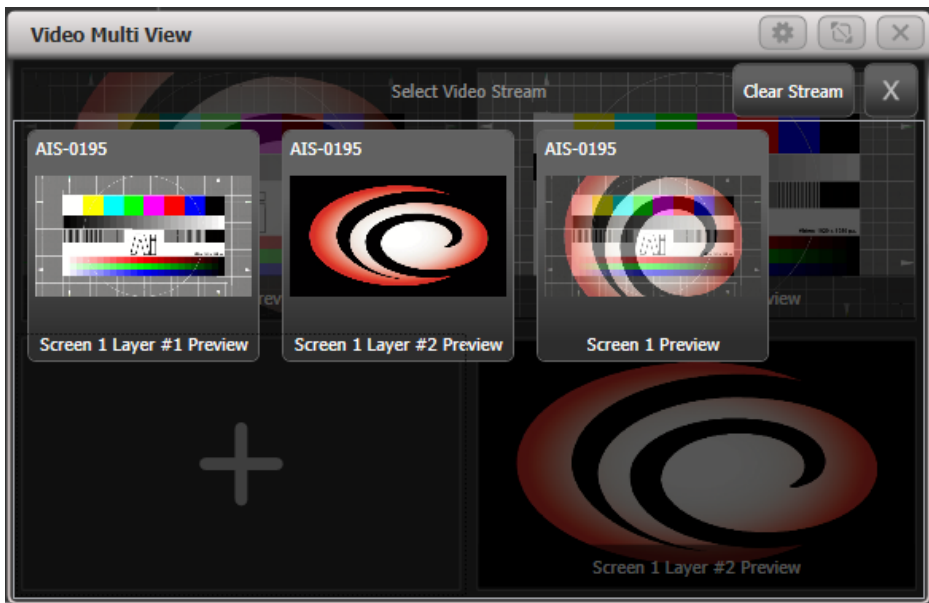 Video Multi View
Select Video Stream
Clear Stream
X
AIS-0195
AIS-0195
AIS-0195
Ai
Screen 1 Layer #1 Preview
Screen 1 Layer #2 Preview
Screen 1 Preview
Screen 1 Layer #2 Preview